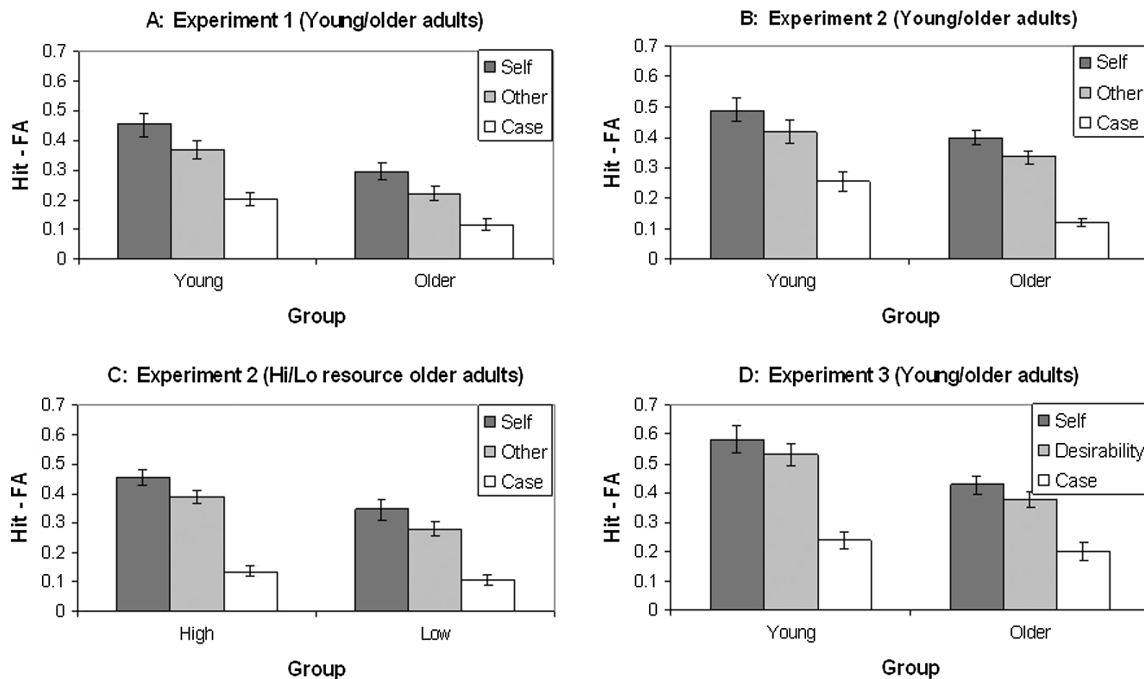 A: Experiment 1 (Young/older adults)
0.7
0.6
0.5
0.4
0.3
0.2
0.1
0
Hit - FA
Self
Other
Case
Young
Older
Group
B: Experiment 2 (Young/older adults)
0.7
0.6
0.5
0.4
0.3
0.2
0.1
0
Hit - FA
Self
Other
Case
Young
Older
Group
C: Experiment 2 (Hi/Lo resource older adults)
0.7
0.6
0.5
0.4
0.3
0.2
0.1
0
Hit - FA
Self
Other
Case
High
Low
Group
D: Experiment 3 (Young/older adults)
0.7
0.6
0.5
0.4
0.3
0.2
0.1
0
Hit - FA
Self
Desirability
Case
Young
Older
Group